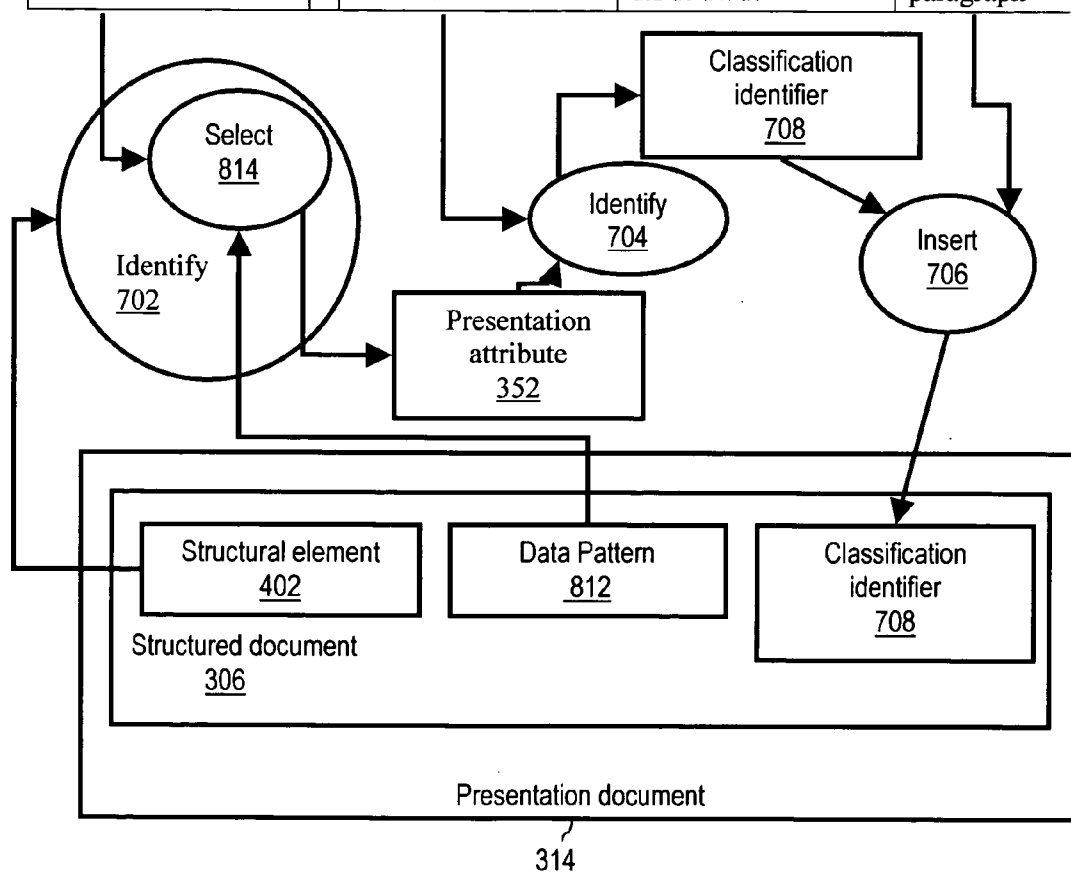 paragraph
Classification
identifier
708
Select
814
Identify
704
Insert
706
Identify
702
Presentation
attribute
352
Structural element
402
Data Pattern
812
Classification
identifier
708
Structured document
306
Presentation document
314